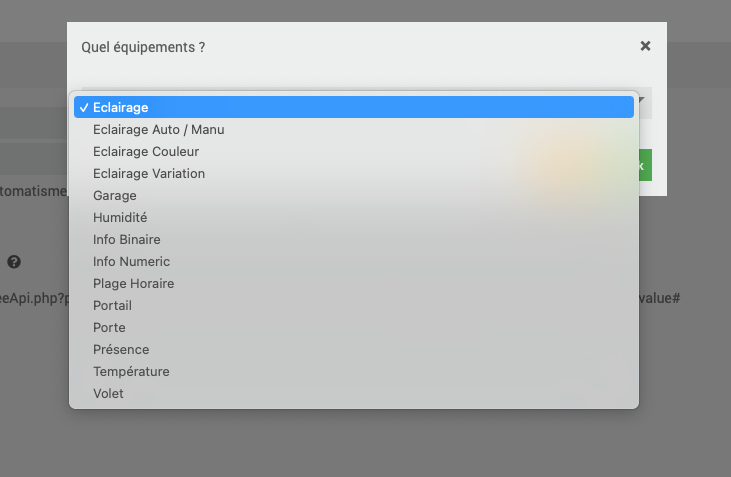 Quel équipements ?
Eclairage
Eclairage Auto / Manu
Eclairage Couleur
Eclairage Variation
Garage
Humidité
Info Binaire
Info Numeric
Plage Horaire
Portail
Porte
Présence
Température
Volet
tomatisme
eeApi.php?p
value#